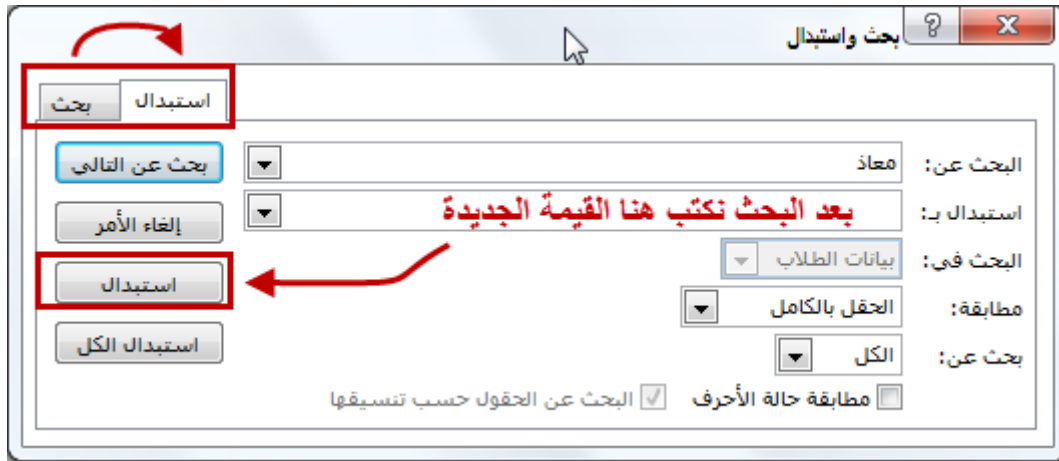 بحث واستبدال
بحث استبدال
البحث عن: معاذ
بحث عن التالي
استبدال بـ: بعد البحث نكتب هنا القيمة الجديدة
إلغاء الأمر
البحث في: بيانات الطلاب
استبدال
مطابقة: الحقل بالكامل
استبدال الكل
بحث عن: الكل
مطابقة حالة الأحرف البحث عن الحقول حسب تنسيقها